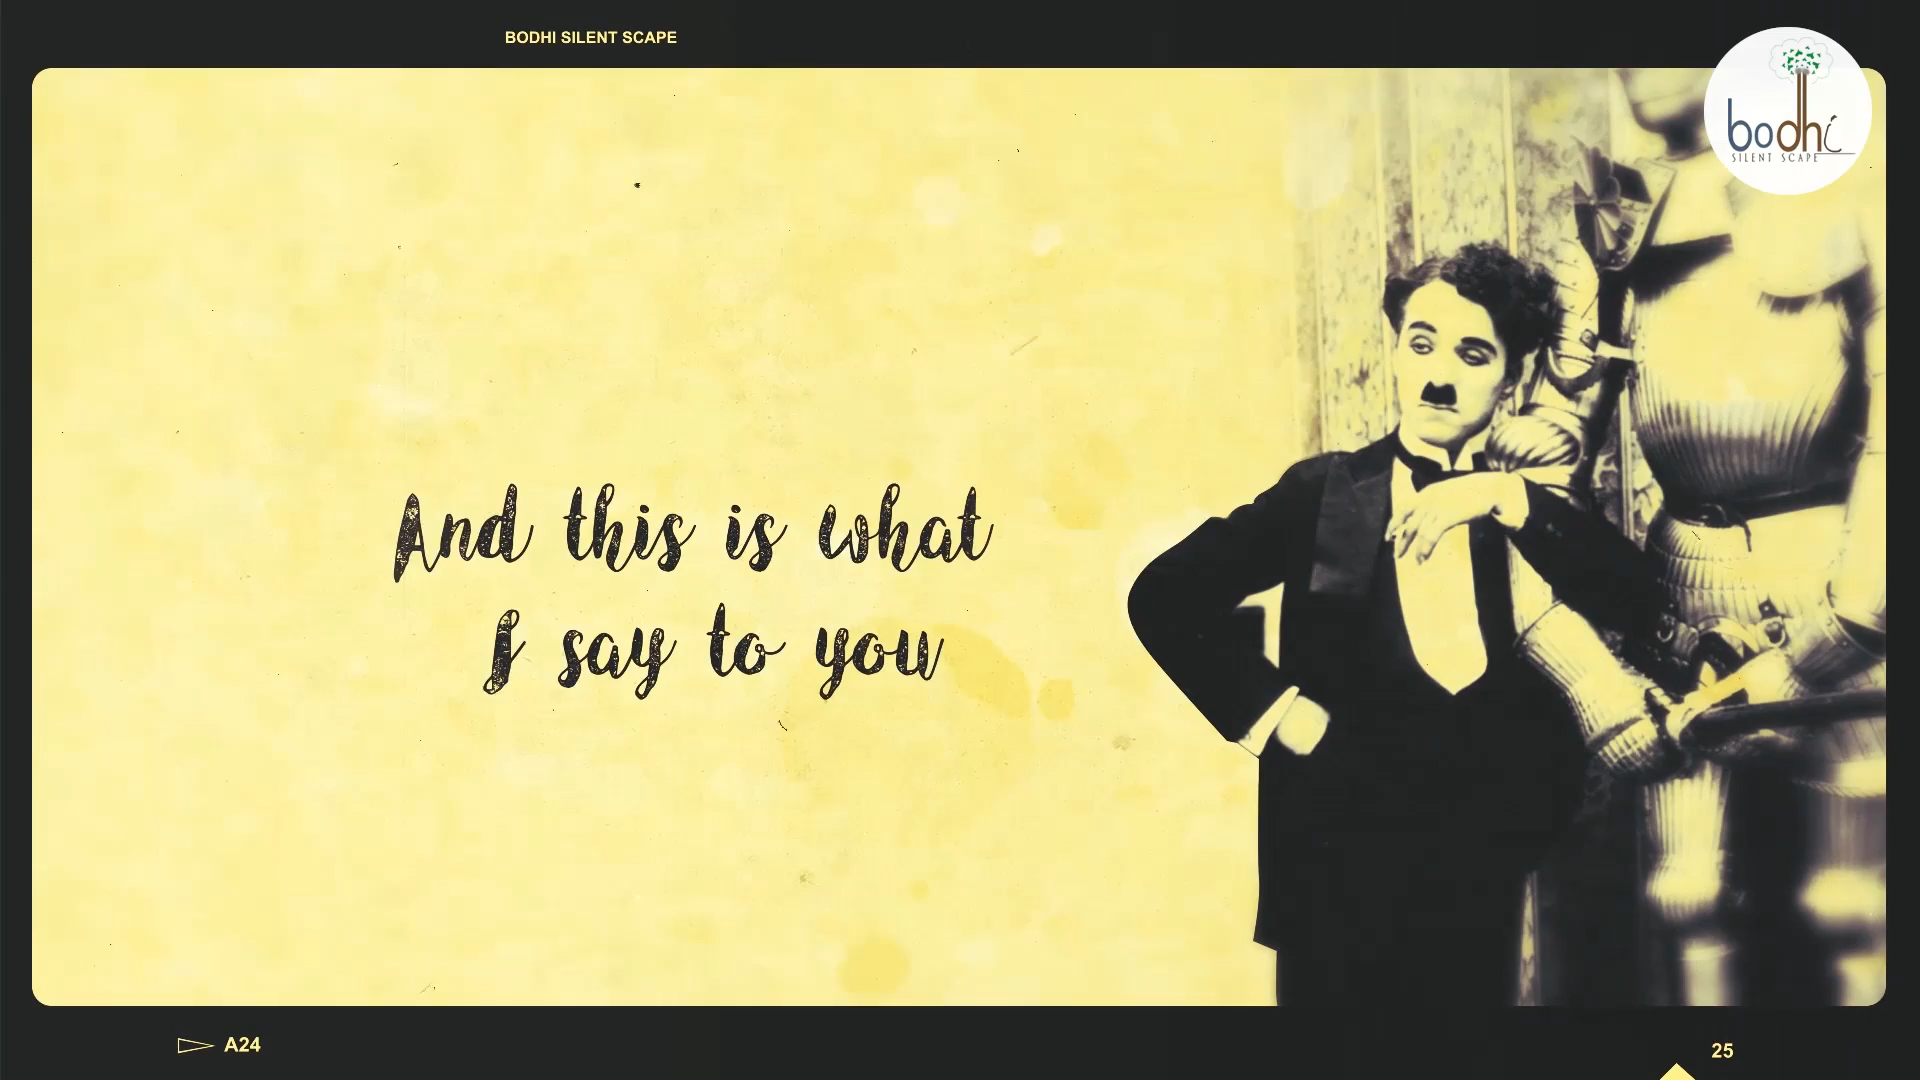 BODHI SILENT SCAPE
bodhi
SILENT SCAPE
And this is what
I say to you
A24
25